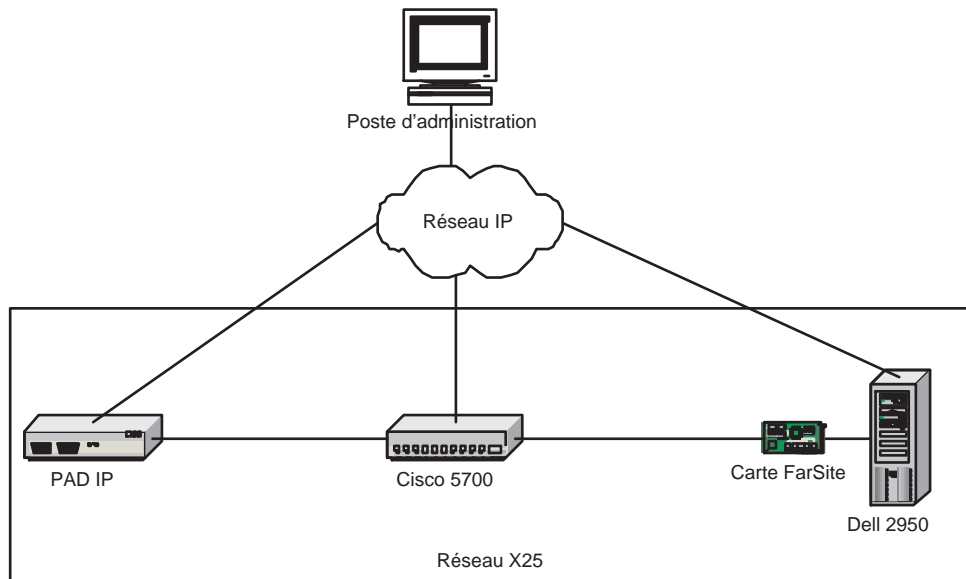 Poste d'administration
Réseau IP
PAD IP
Cisco 5700
Carte FarSite
Dell 2950
Réseau X25